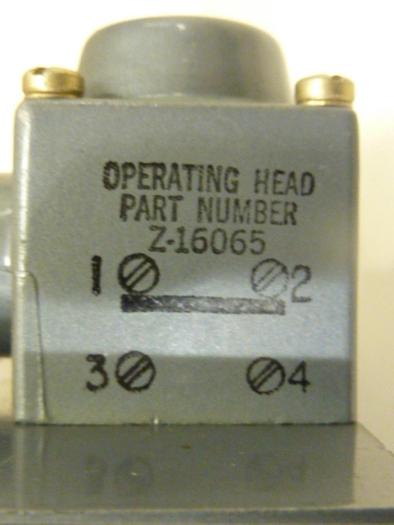 OPERATING HEAD
PART NUMBER
Z-16065
1 2
3 4